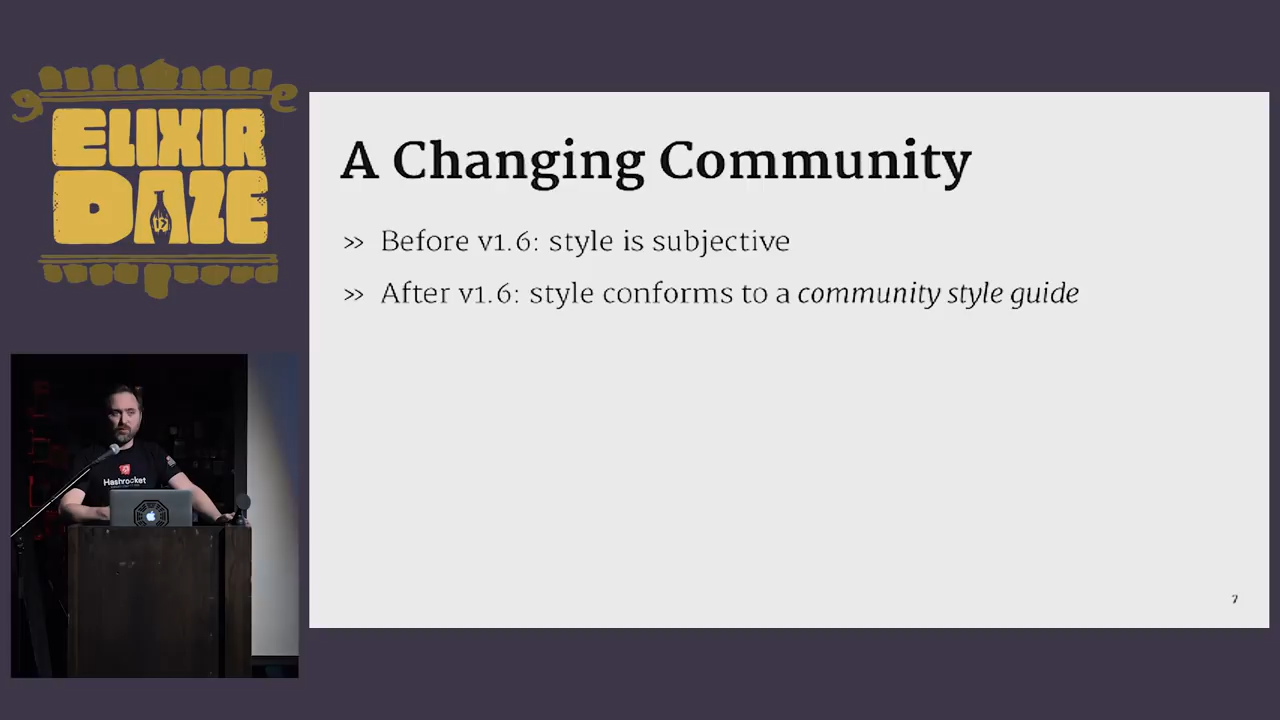 ELIXIR
DAZE
A Changing Community
>> Before v1.6: style is subjective
>> After v1.6: style conforms to a community style guide
Hashrocket
7